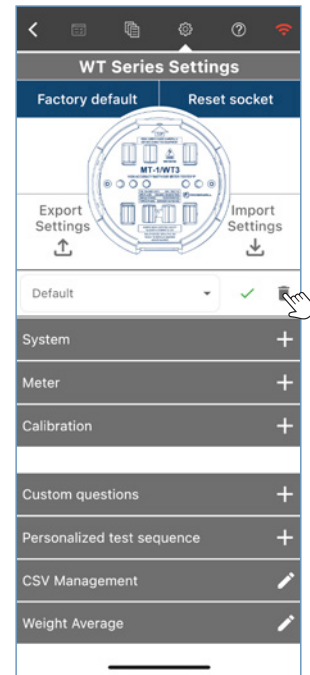 WT Series Settings
Factory default Reset socket
MT-1/WT3
Export Settings
Import Settings
Default
System
Meter
Calibration
Custom questions
Personalized test sequence
CSV Management
Weight Average